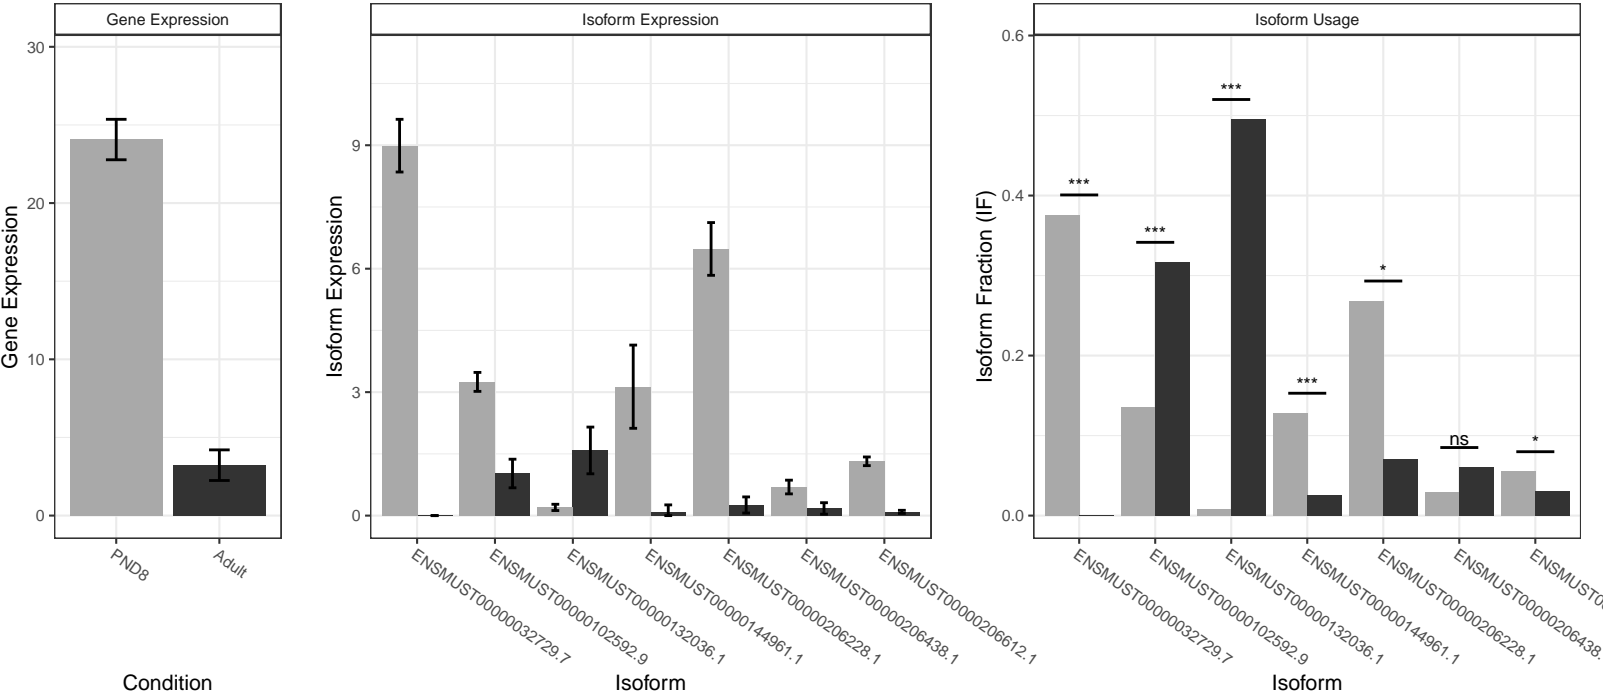 Gene Expression
Isoform Expression
Isoform Usage
Gene Expression
30
20
10
0
PND8
Adult
Condition
Isoform Expression
9
6
3
0
ENSMUST00000032729.7
ENSMUST00000102592.9
ENSMUST00000132036.1
ENSMUST00000144961.1
ENSMUST00000206228.1
ENSMUST00000206438.1
ENSMUST00000206612.1
Isoform
Isoform Fraction (IF)
0.6
0.4
0.2
0.0
***
***
***
***
*
ns
*
ENSMUST00000032729.7
ENSMUST00000102592.9
ENSMUST00000132036.1
ENSMUST00000144961.1
ENSMUST00000206228.1
ENSMUST00000206438.
Isoform